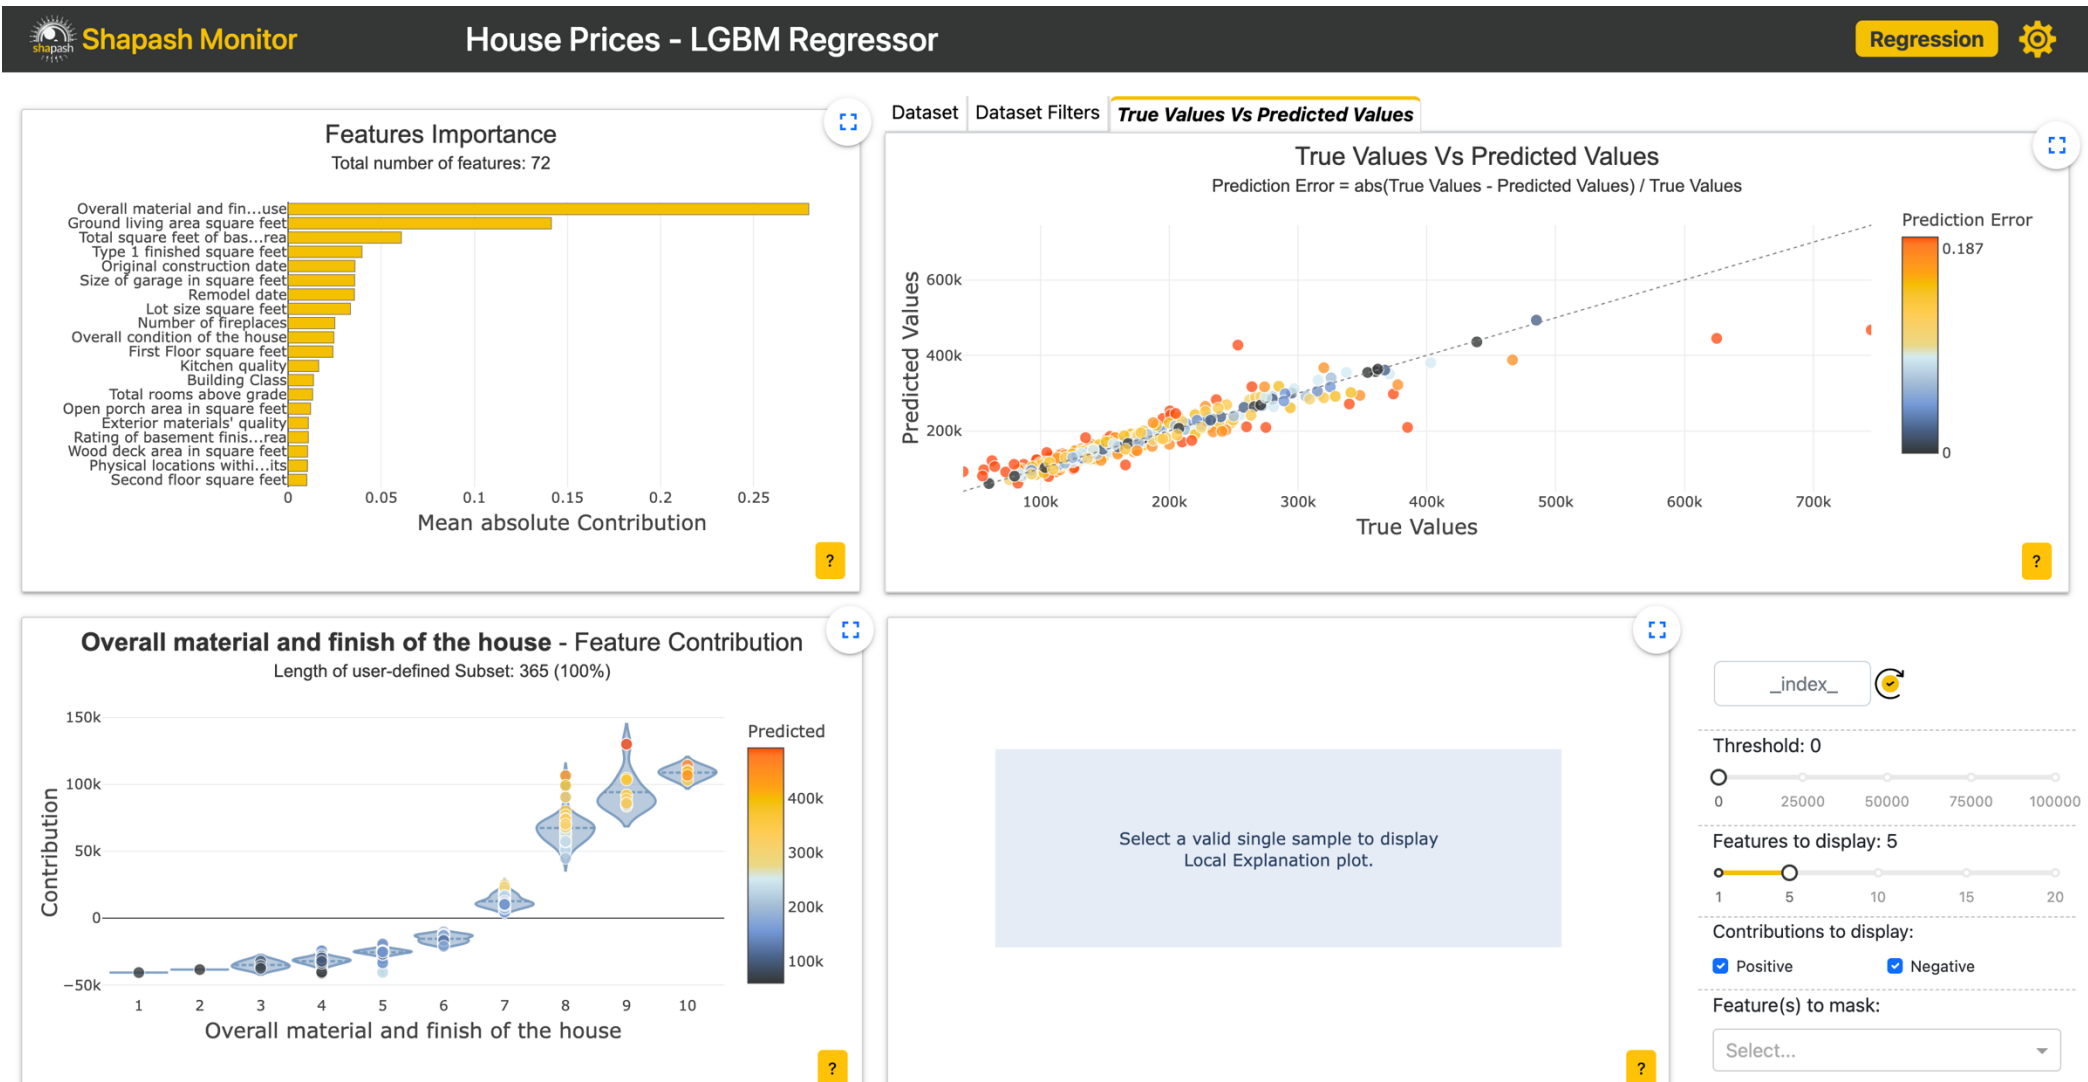 shapash
Shapash Monitor
House Prices - LGBM Regressor
Regression
Features Importance
Total number of features: 72
Overall material and fin...use
Ground living area square feet
Total square feet of bas...rea
Type 1 finished square feet
Original construction date
Size of garage in square feet
Remodel date
Lot size square feet
Number of fireplaces
Overall condition of the house
First Floor square feet
Kitchen quality
Building Class
Total rooms above grade
Open porch area in square feet
Exterior materials' quality
Rating of basement finis...rea
Wood deck area in square feet
Physical locations withi...its
Second floor square feet
0 0.05 0.1 0.15 0.2 0.25
Mean absolute Contribution
?
Dataset
Dataset Filters
True Values Vs Predicted Values
True Values Vs Predicted Values
Prediction Error = abs(True Values - Predicted Values) / True Values
Predicted Values
600k
400k
200k
100k 200k 300k 400k 500k 600k 700k
True Values
Prediction Error
0.187
0
?
Overall material and finish of the house - Feature Contribution
Length of user-defined Subset: 365 (100%)
Contribution
150k
100k
50k
0
−50k
1 2 3 4 5 6 7 8 9 10
Overall material and finish of the house
Predicted
400k
300k
200k
100k
?
Select a valid single sample to display
Local Explanation plot.
?
_index_
Threshold: 0
0 25000 50000 75000 100000
Features to display: 5
1 5 10 15 20
Contributions to display:
Positive Negative
Feature(s) to mask:
Select...